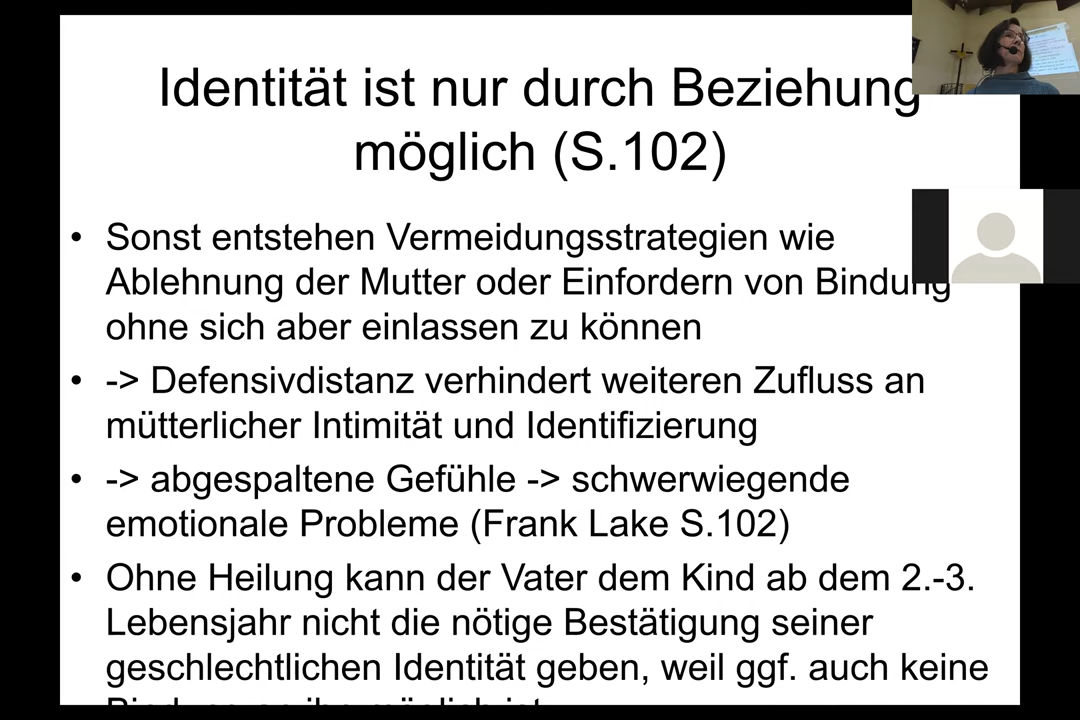 Identität ist nur durch Beziehung
möglich (S.102)
• Sonst entstehen Vermeidungsstrategien wie
Ablehnung der Mutter oder Einfordern von Bindung
ohne sich aber einlassen zu können
• -> Defensivdistanz verhindert weiteren Zufluss an
mütterlicher Intimität und Identifizierung
• -> abgespaltene Gefühle -> schwerwiegende
emotionale Probleme (Frank Lake S.102)
• Ohne Heilung kann der Vater dem Kind ab dem 2.-3.
Lebensjahr nicht die nötige Bestätigung seiner
geschlechtlichen Identität geben, weil ggf. auch keine